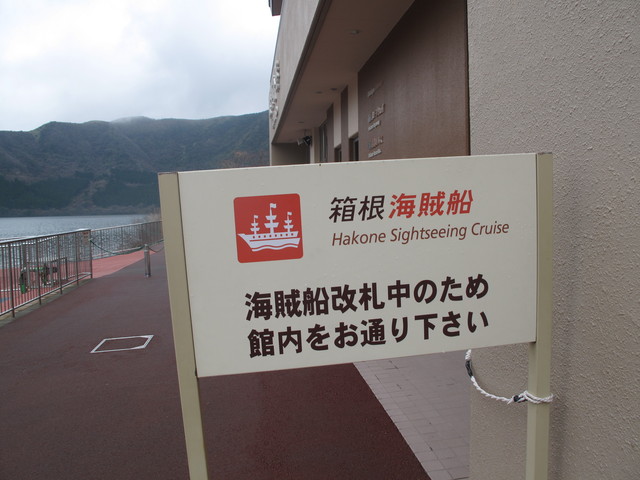 箱根海賊船
Hakone Sightseeing Cruise
海賊船改札中のため
館内をお通り下さい